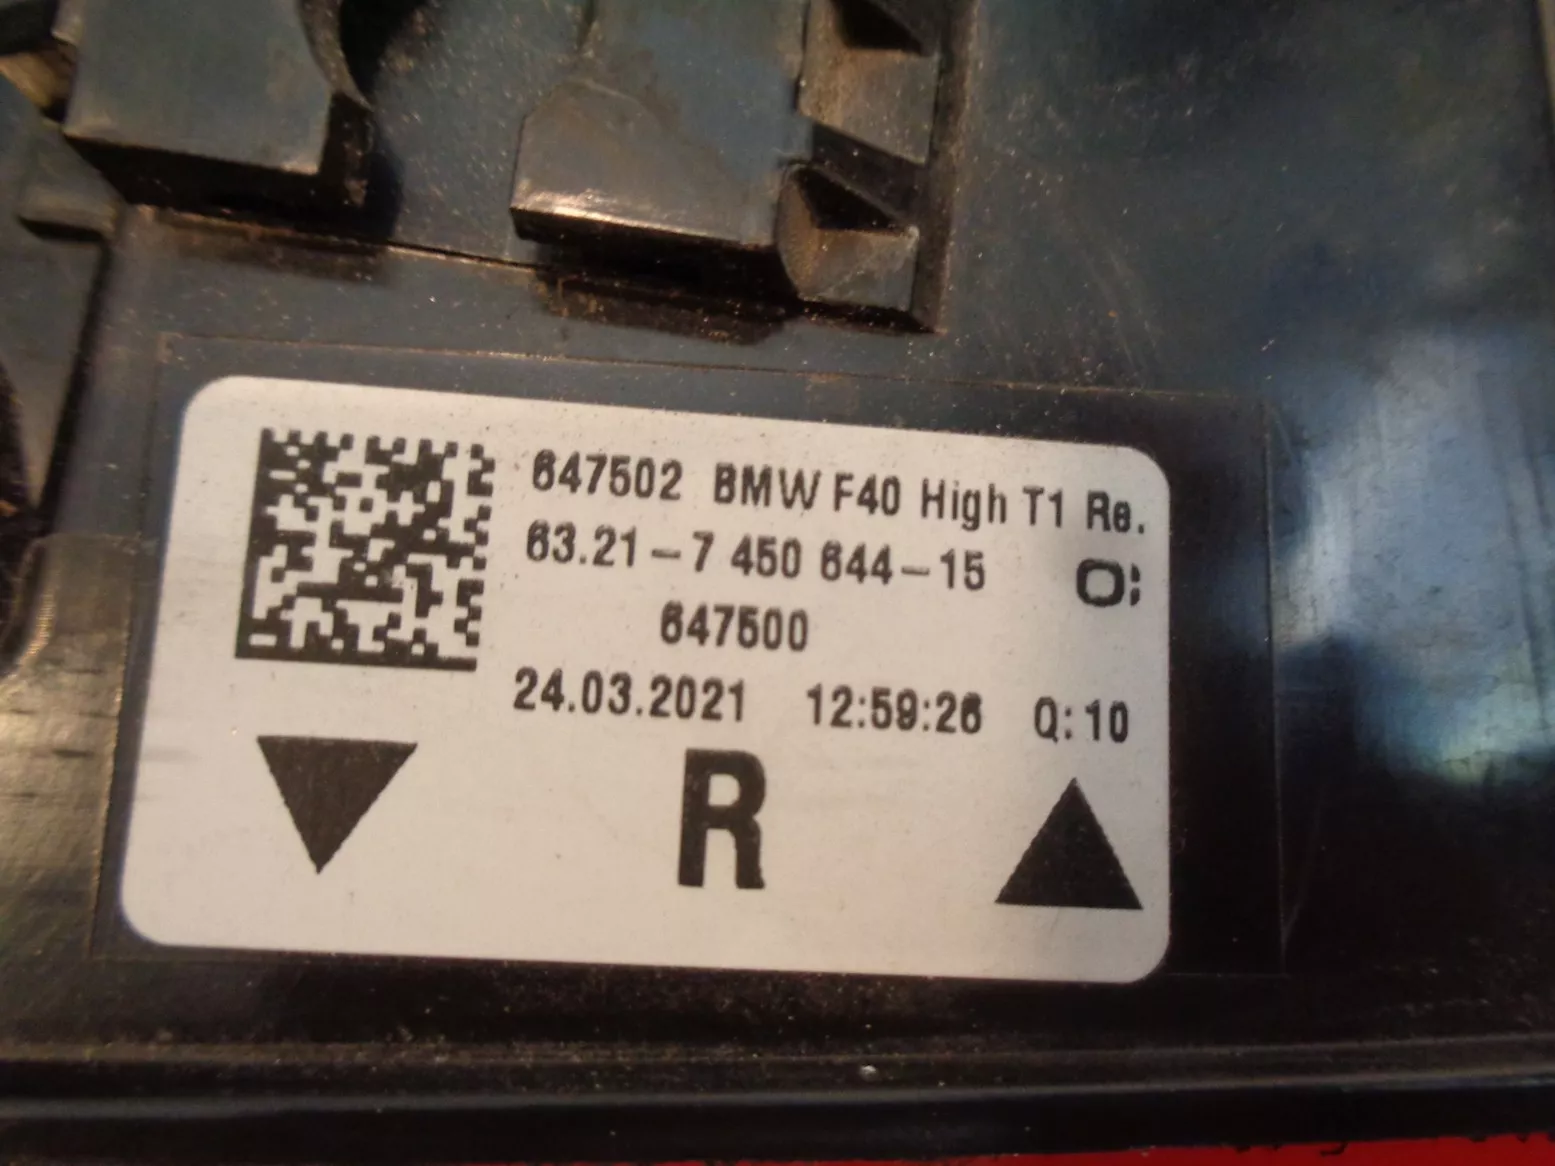 647502 BMW F40 High T1 Re.
63.21-7 450 644-15
647500
24.03.2021 12:59:26 Q:10
R